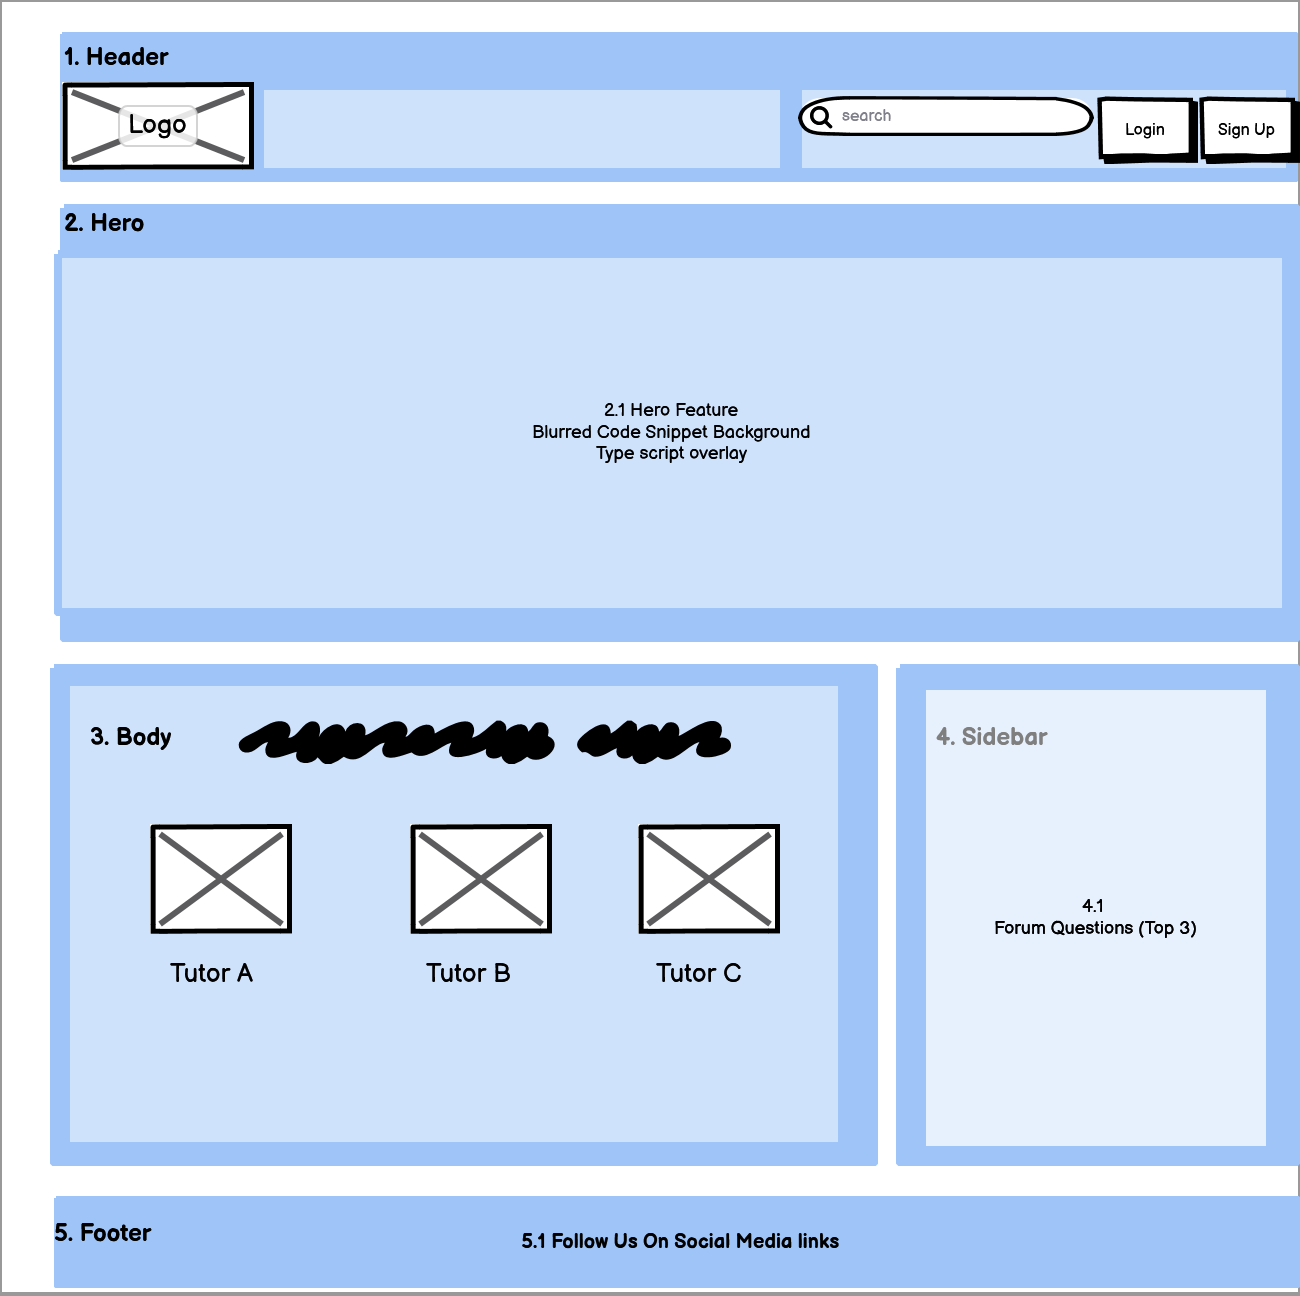 1. Header
Logo
search
Login
Sign Up
2. Hero
2.1 Hero Feature
Blurred Code Snippet Background
Type script overlay
3. Body
Tutor A
Tutor B
Tutor C
4. Sidebar
4.1
Forum Questions (Top 3)
5. Footer
5.1 Follow Us On Social Media links